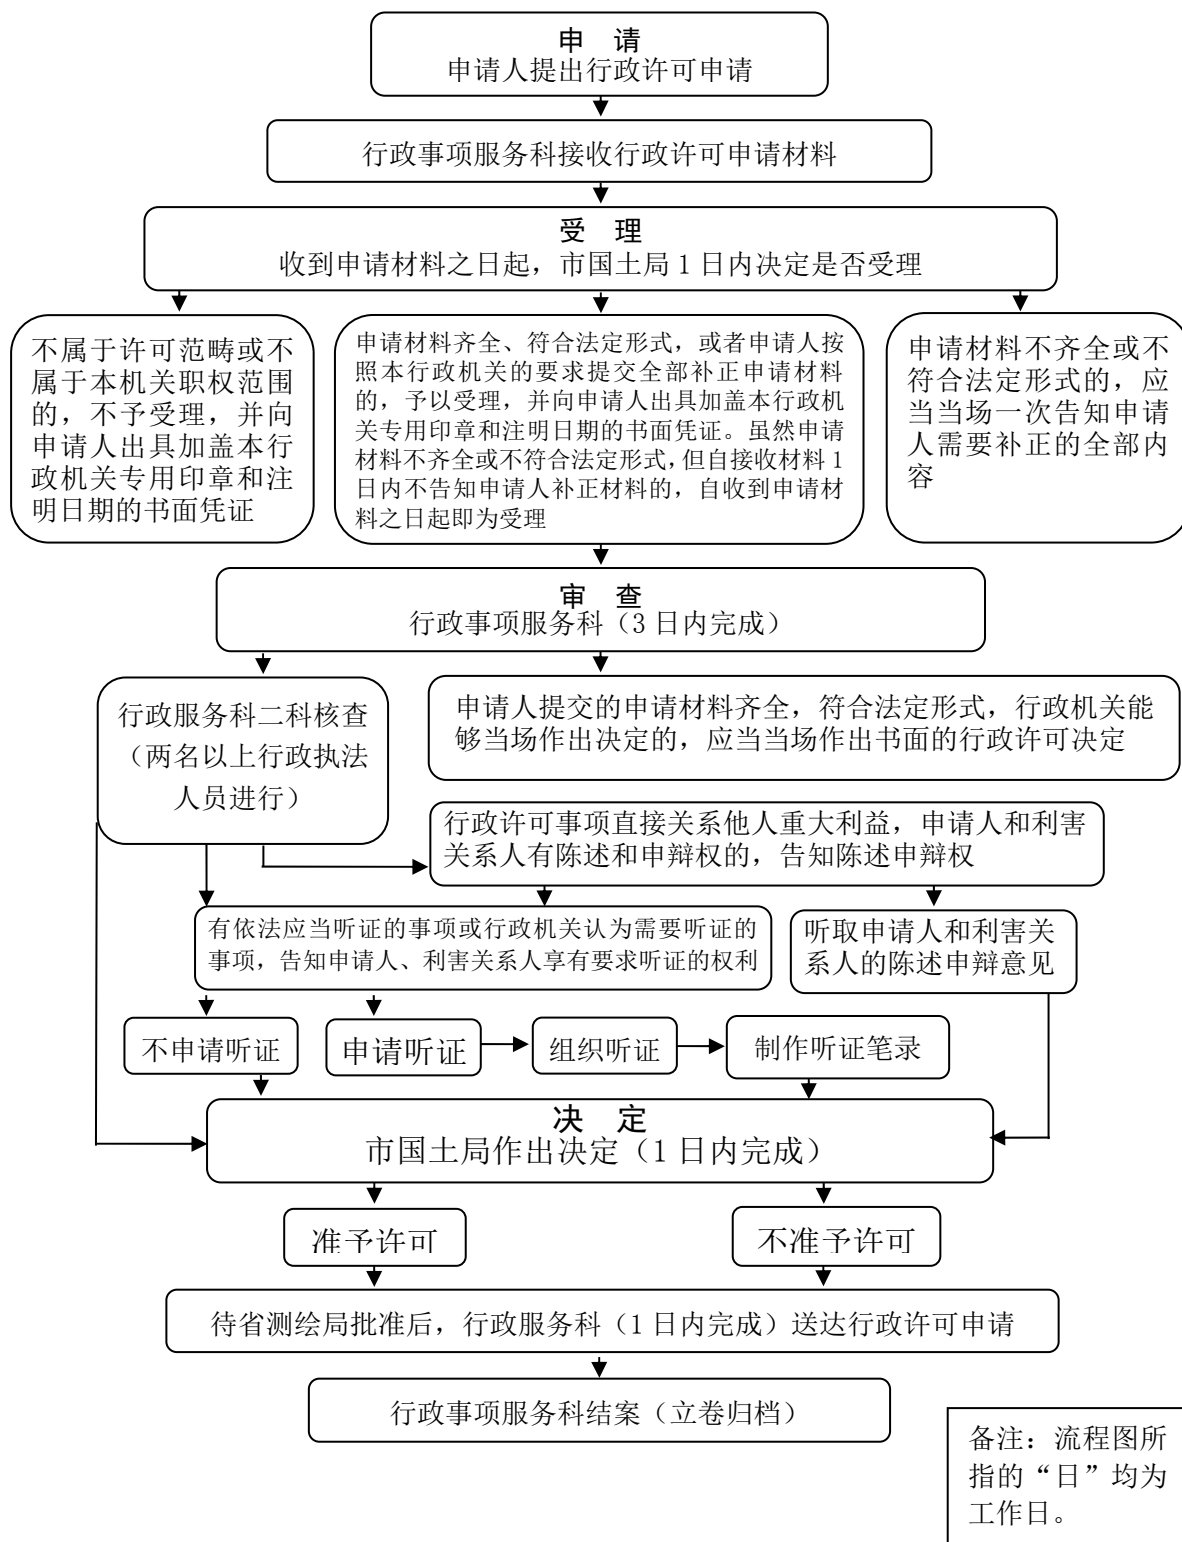 申 请
申请人提出行政许可申请
行政事项服务科接收行政许可申请材料
受 理
收到申请材料之日起，市国土局1日内决定是否受理
不属于许可范畴或不
属于本机关职权范围
的，不予受理，并向
申请人出具加盖本行
政机关专用印章和注
明日期的书面凭证
申请材料齐全、符合法定形式，或者申请人按
照本行政机关的要求提交全部补正申请材料
的，予以受理，并向申请人出具加盖本行政机
关专用印章和注明日期的书面凭证。虽然申请
材料不齐全或不符合法定形式，但自接收材料1
日内不告知申请人补正材料的，自收到申请材
料之日起即为受理
申请材料不齐全或不
符合法定形式的，应
当当场一次告知申请
人需要补正的全部内
容
审 查
行政事项服务科（3日内完成）
行政服务科二科核查
（两名以上行政执法
人员进行）
申请人提交的申请材料齐全，符合法定形式，行政机关能
够当场作出决定的，应当当场作出书面的行政许可决定
行政许可事项直接关系他人重大利益，申请人和利害
关系人有陈述和申辩权的，告知陈述申辩权
有依法应当听证的事项或行政机关认为需要听证的
事项，告知申请人、利害关系人享有要求听证的权利
听取申请人和利害关
系人的陈述申辩意见
不申请听证
申请听证
组织听证
制作听证笔录
决 定
市国土局作出决定（1日内完成）
准予许可
不准予许可
待省测绘局批准后，行政服务科（1日内完成）送达行政许可申请
行政事项服务科结案（立卷归档）
备注：流程图所
指的“日”均为
工作日。